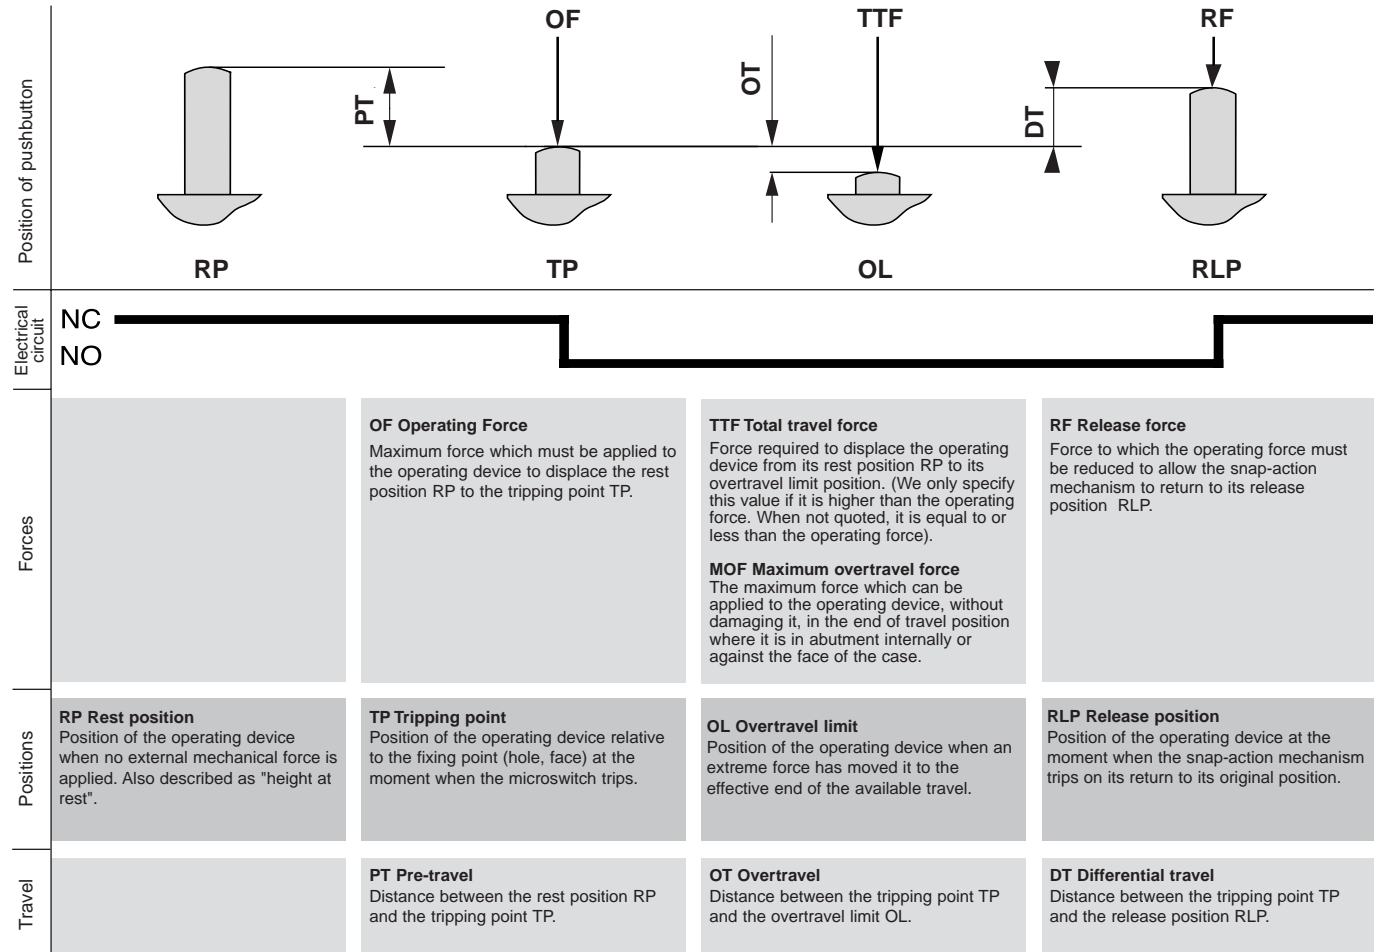 Position of pushbutton
OF
TTF
RF
PT
OT
DT
RP
TP
OL
RLP
Electrical
circuit
NC
NO
Forces
OF Operating Force
Maximum force which must be applied to
the operating device to displace the rest
position RP to the tripping point TP.
TTF Total travel force
Force required to displace the operating
device from its rest position RP to its
overtravel limit position. (We only specify
this value if it is higher than the operating
force. When not quoted, it is equal to or
less than the operating force).
MOF Maximum overtravel force
The maximum force which can be
applied to the operating device, without
damaging it, in the end of travel position
where it is in abutment internally or
against the face of the case.
RF Release force
Force to which the operating force must
be reduced to allow the snap-action
mechanism to return to its release
position RLP.
Positions
RP Rest position
Position of the operating device
when no external mechanical force is
applied. Also described as "height at
rest".
TP Tripping point
Position of the operating device relative
to the fixing point (hole, face) at the
moment when the microswitch trips.
OL Overtravel limit
Position of the operating device when an
extreme force has moved it to the
effective end of the available travel.
RLP Release position
Position of the operating device at the
moment when the snap-action mechanism
trips on its return to its original position.
Travel
PT Pre-travel
Distance between the rest position RP
and the tripping point TP.
OT Overtravel
Distance between the tripping point TP
and the overtravel limit OL.
DT Differential travel
Distance between the tripping point TP
and the release position RLP.